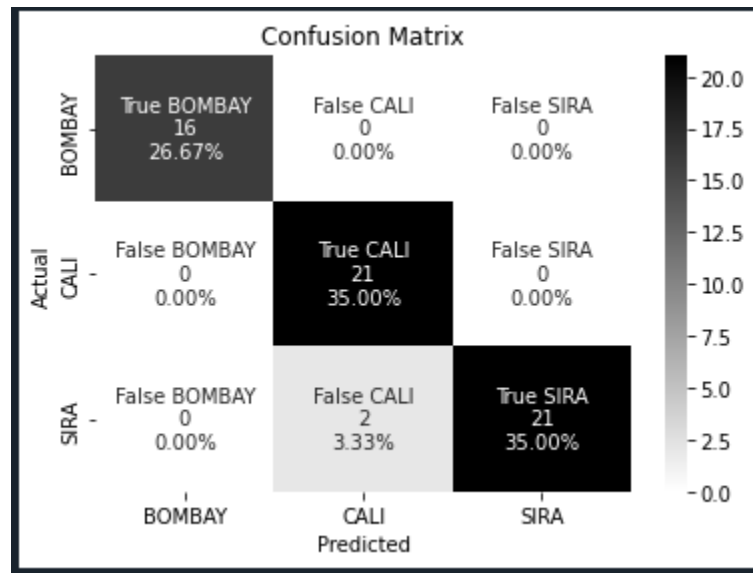 Confusion Matrix
True BOMBAY
16
26.67%
False CALI
0
0.00%
False SIRA
0
0.00%
False BOMBAY
0
0.00%
True CALI
21
35.00%
False SIRA
0
0.00%
False BOMBAY
0
0.00%
False CALI
2
3.33%
True SIRA
21
35.00%
BOMBAY
CALI
SIRA
Actual
BOMBAY
CALI
SIRA
Predicted
20.0
17.5
15.0
12.5
10.0
7.5
5.0
2.5
0.0